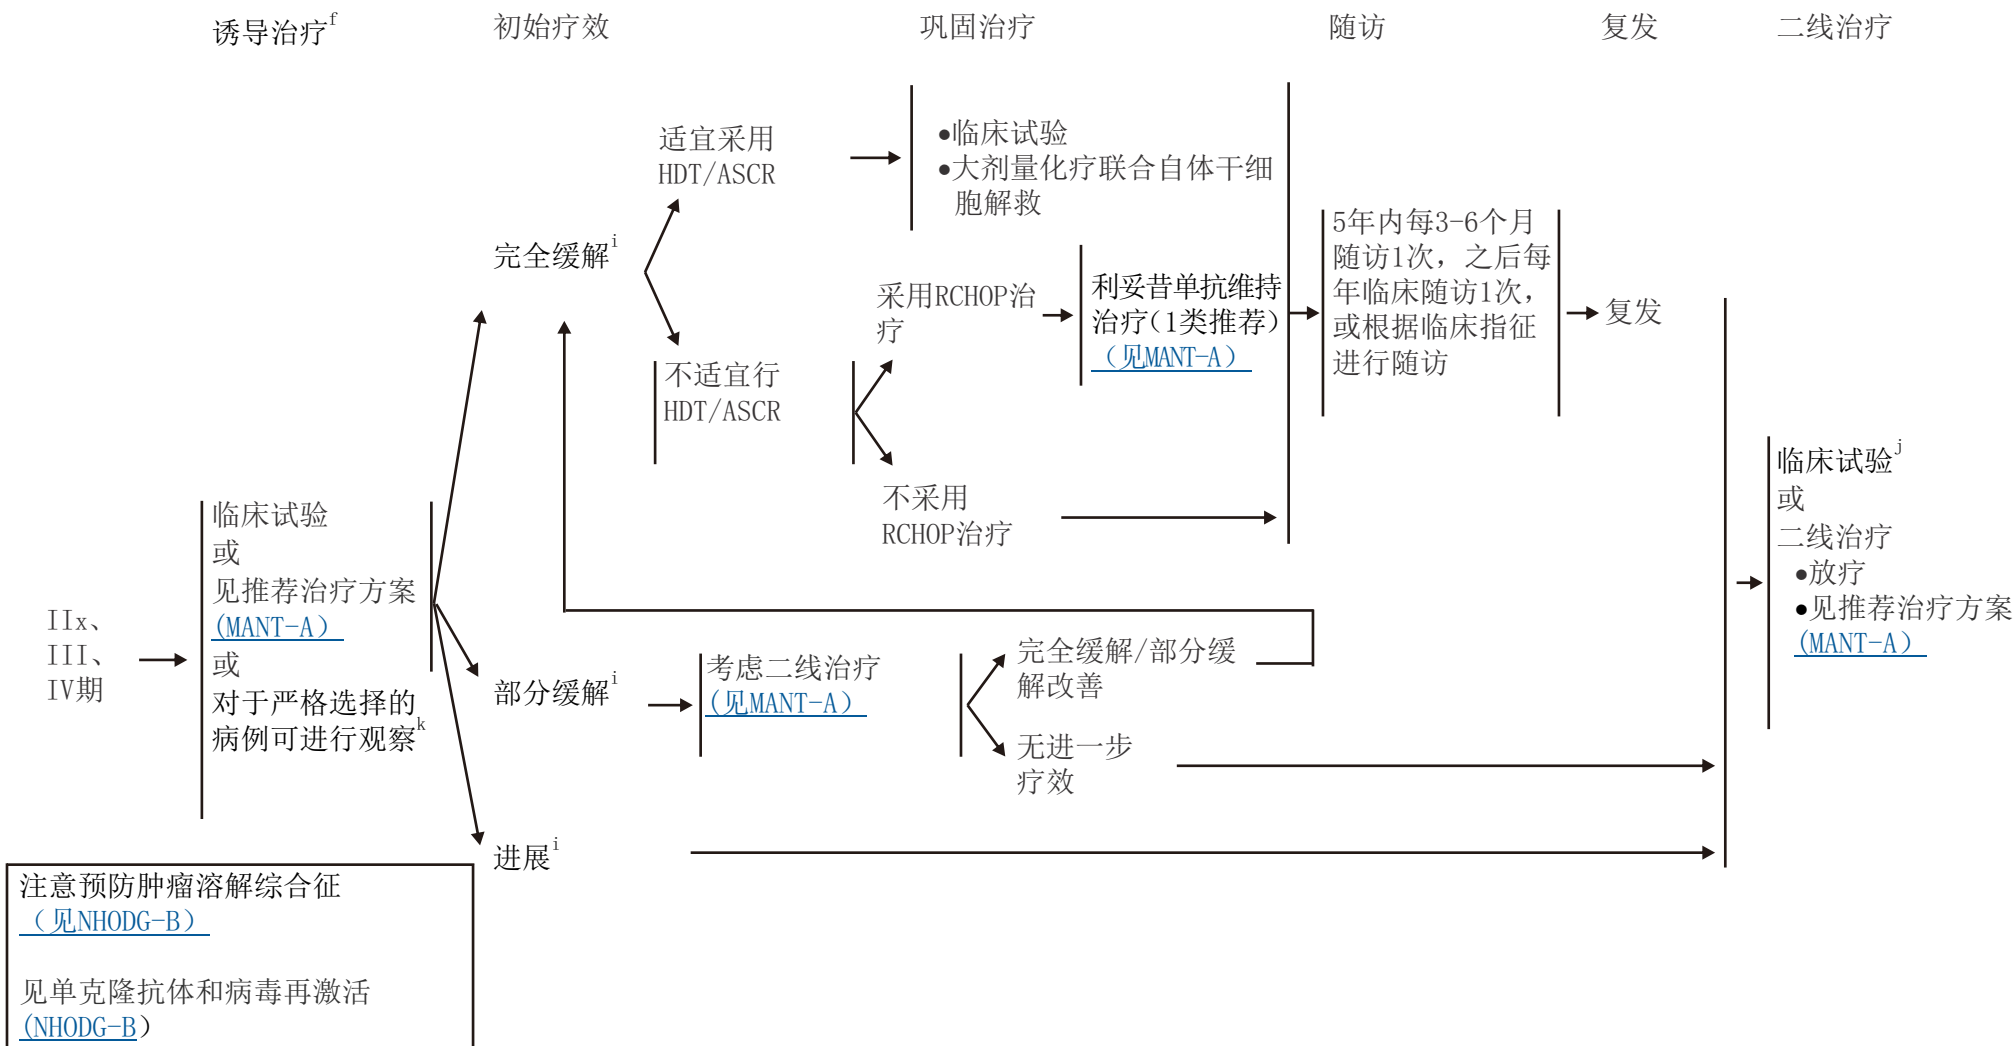 诱导治疗f
初始疗效
巩固治疗
随访
复发
二线治疗
IIx、
III、
IV期
临床试验
或
见推荐治疗方案
(MANT-A)
或
对于严格选择的
病例可进行观察k
完全缓解i
适宜采用
HDT/ASCR
●临床试验
●大剂量化疗联合自体干细
胞解救
不适宜行
HDT/ASCR
采用RCHOP治
疗
利妥昔单抗维持
治疗(1类推荐)
(见MANT-A)
不采用
RCHOP治疗
5年内每3-6个月
随访1次，之后每
年临床随访1次，
或根据临床指征
进行随访
复发
部分缓解i
考虑二线治疗
(见MANT-A)
完全缓解/部分缓
解改善
无进一步
疗效
进展i
临床试验j
或
二线治疗
●放疗
●见推荐治疗方案
(MANT-A)
注意预防肿瘤溶解综合征
(见NHODG-B)
见单克隆抗体和病毒再激活
(NHODG-B)